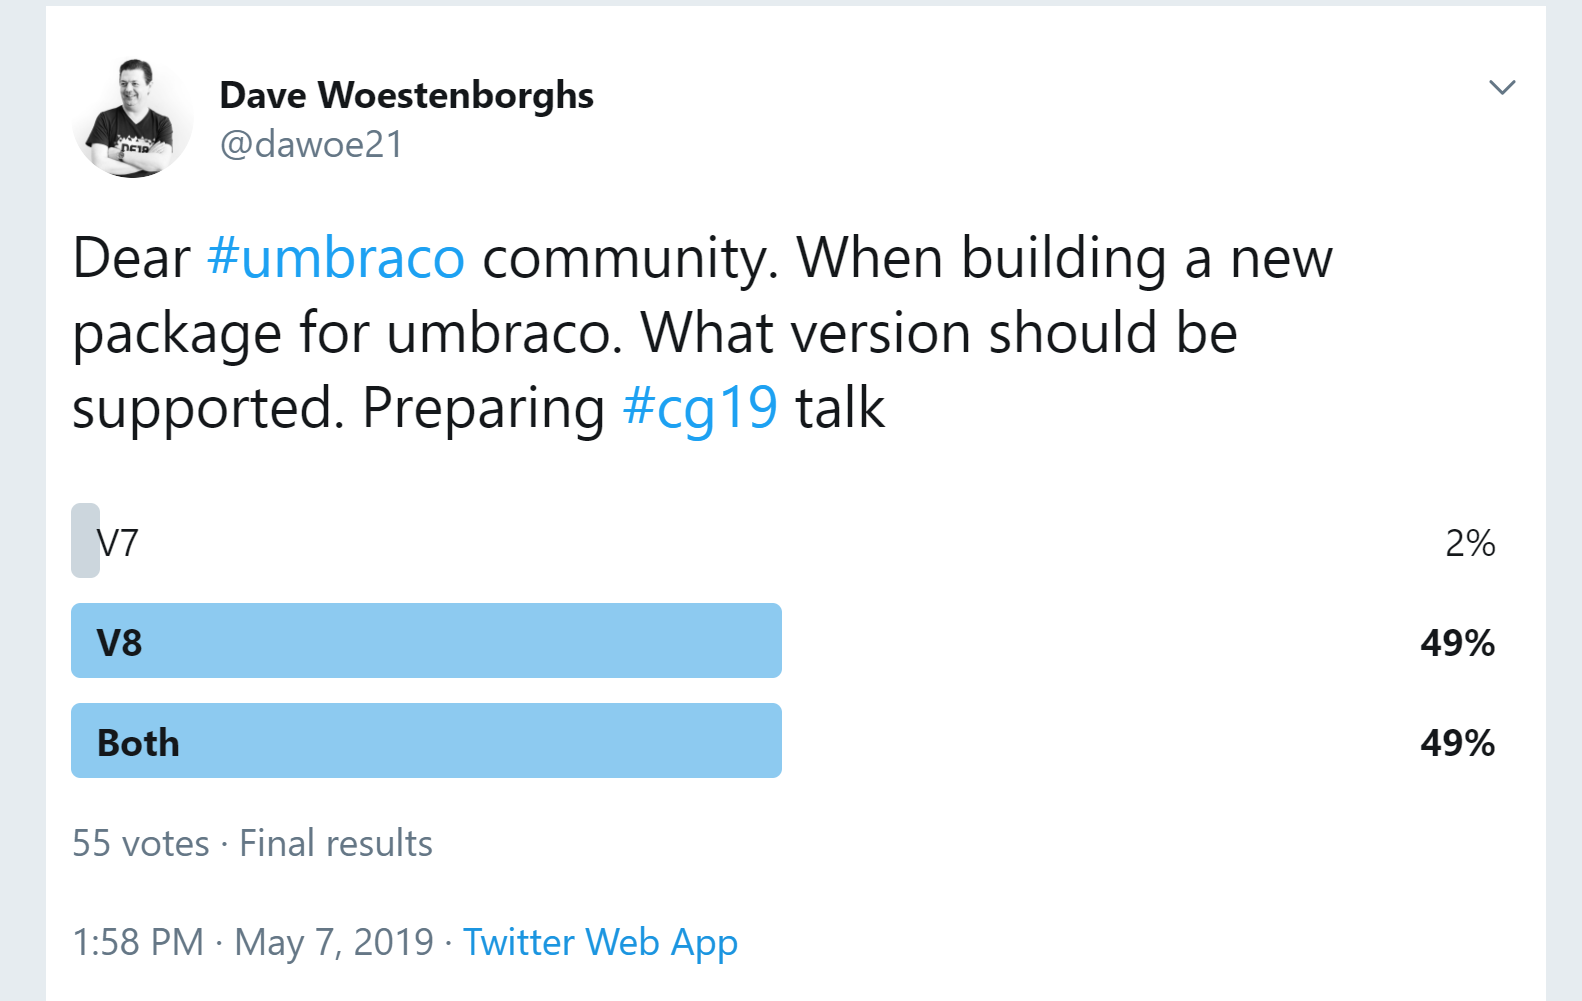 Dave Woestenborghs
@dawoe21
Dear #umbraco community. When building a new
package for umbraco. What version should be
supported. Preparing #cg19 talk
V7 2%
V8 49%
Both 49%
55 votes · Final results
1:58 PM · May 7, 2019 · Twitter Web App